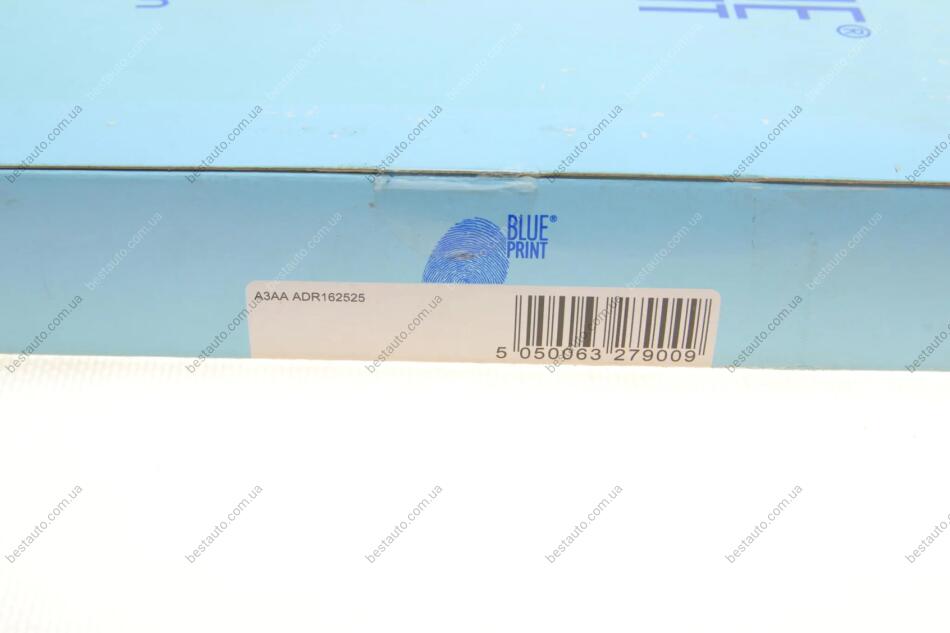 BLUE®
PRINT
A3AA ADR162525
5 050063 279009
bestauto.com.ua